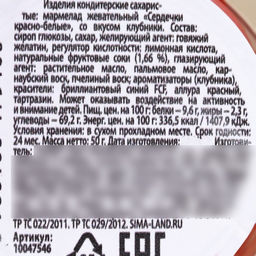 Изделия кондитерские сахарис-
тые: мармелад жевательный «Сердечки
красно-белые», со вкусом клубники. Состав:
сироп глюкозы, сахар, желирующий агент: говяжий
желатин, регулятор кислотности: лимонная кислота,
натуральные фруктовые соки (1,66 %), глазирующий
агент: растительное масло, пальмовое масло, кар-
наубский воск, пчелиный воск; ароматизаторы (клубника),
красители: бриллиантовый синий FCF, аллура красный,
тартразин. Может оказывать воздействие на активность
и внимание детей. Пищ. цен. на 100 г: белки – 9,6 г, жиры – 2,3 г,
углеводы – 69,2 г. Энерг. цен. на 100 г: 336,5 ккал / 1407,9 кДж.
Условия хранения: в сухом прохладном месте. Срок годности:
24 мес. Масса нетто: 50 г. Дата изготовления:
Изготови-
тель:
ТР ТС 022/2011. ТР ТС 029/2012. SIMA-LAND.RU
Артикул:
10047546
EAC